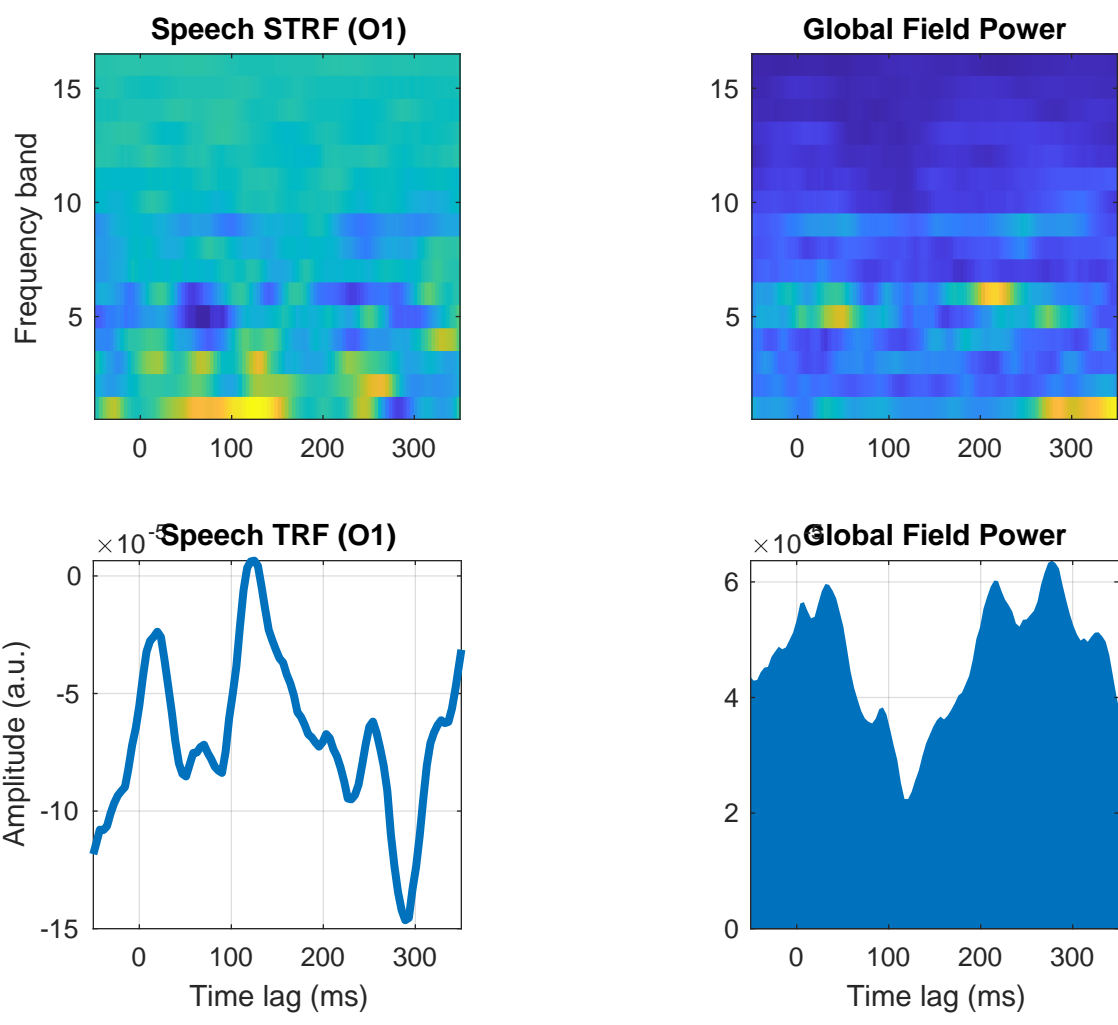 Speech STRF (O1)
Frequency band
15
10
5
0 100 200 300
Global Field Power
15
10
5
0 100 200 300
Speech TRF (O1)
×10-5
Amplitude (a.u.)
0
-5
-10
-15
0 100 200 300
Time lag (ms)
Global Field Power
×10
6
4
2
0
0 100 200 300
Time lag (ms)